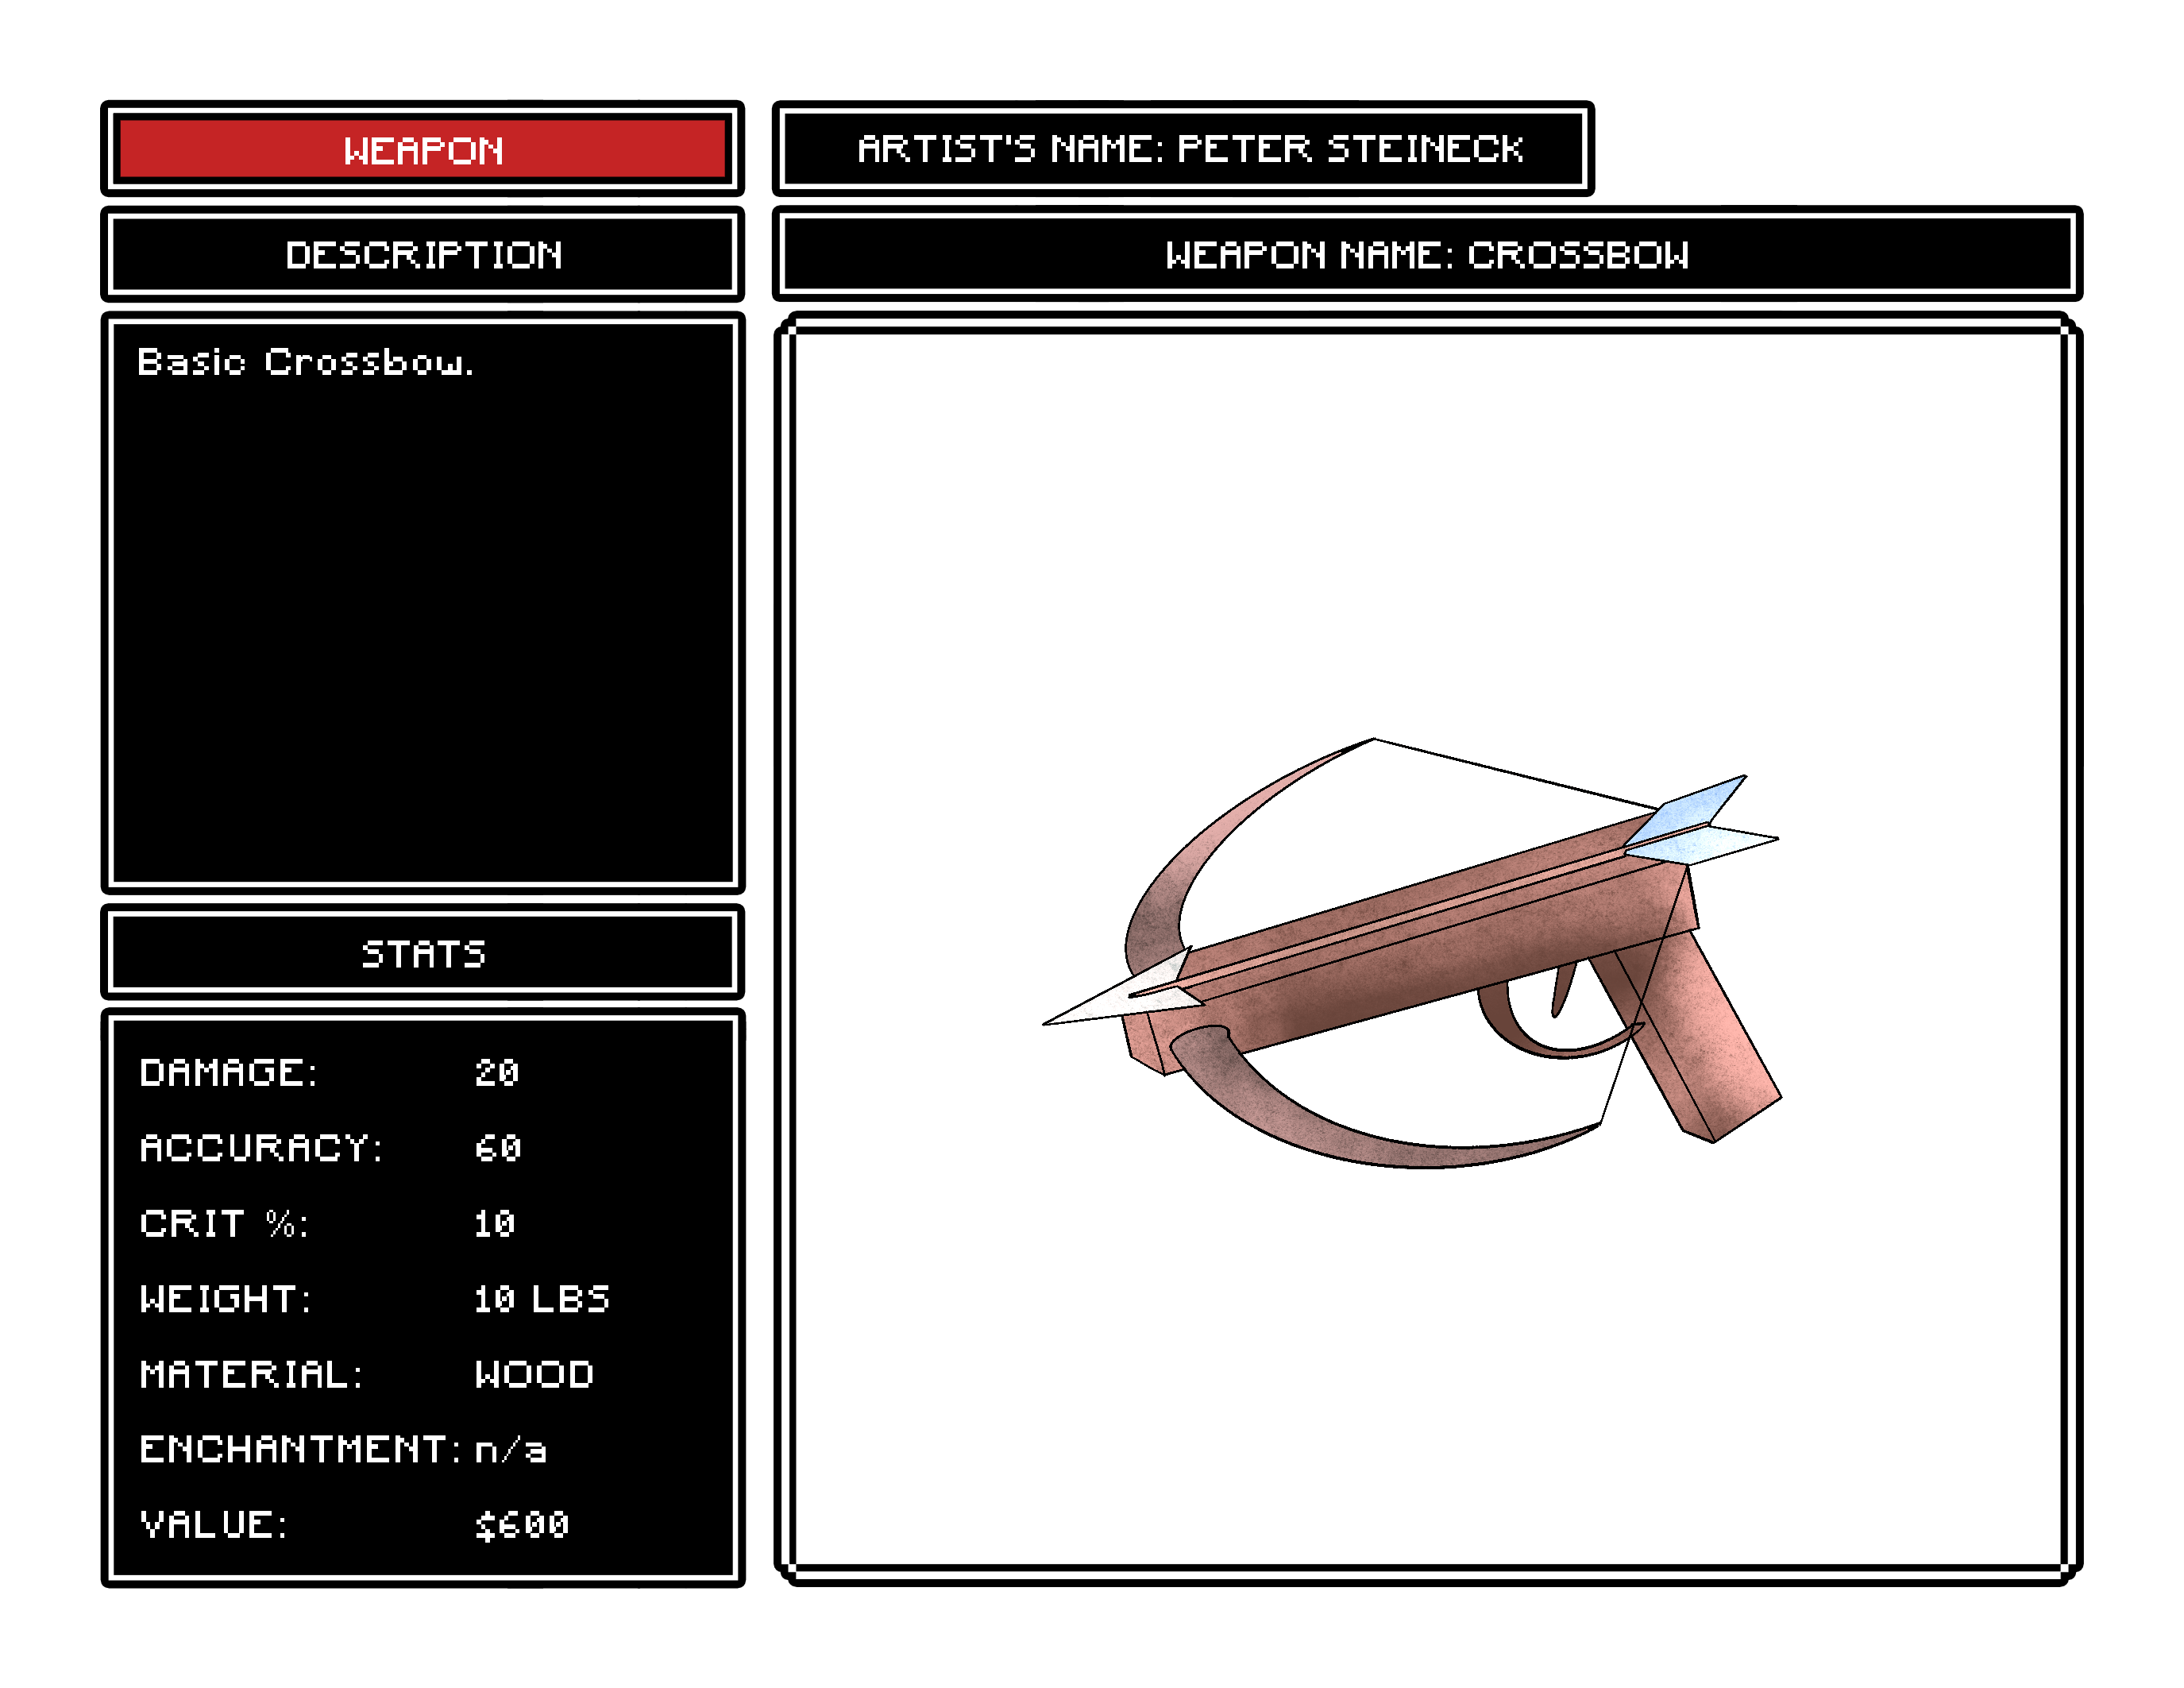 WEAPON
ARTIST'S NAME: PETER STEINECK
DESCRIPTION
WEAPON NAME: CROSSBOW
Basic Crossbow.
STATS
DAMAGE: 20
ACCURACY: 60
CRIT %: 10
WEIGHT: 10 LBS
MATERIAL: WOOD
ENCHANTMENT: n/a
VALUE: $600